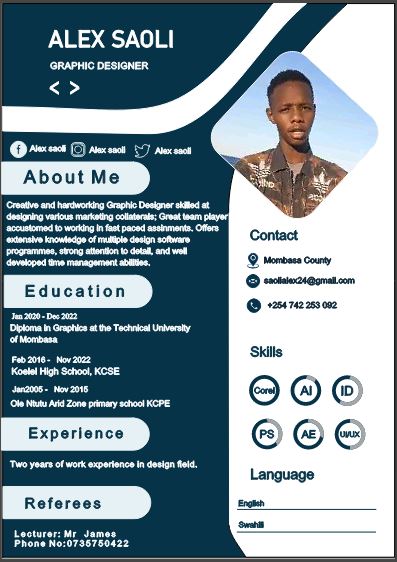 ALEX SAOLI
GRAPHIC DESIGNER
< >
Alex saoli
Alex saoli
Alex saoli
About Me
Creative and hardworking Graphic Designer skilled at
designing various marketing collaterals; Great team player
accustomed to working in fast paced assinments. Offers
extensive knowledge of multiple design software
programmes, strong attention to detail, and well
developed time management abilities.
Education
Jan 2020 - Dec 2022
Diploma in Graphics at the Technical University
of Mombasa
Feb 2016 - Nov 2022
Koelel High School, KCSE
Jan2005 - Nov 2015
Ole Ntutu Arid Zone primary school KCPE
Experience
Two years of work experience in design field.
Referees
Lecturer: Mr James
Phone No:0735750422
Contact
Mombasa County
saolialex24@gmail.com
+254 742 253 092
Skills
Corel AI ID
PS AE UI/UX
Language
English
Swahili